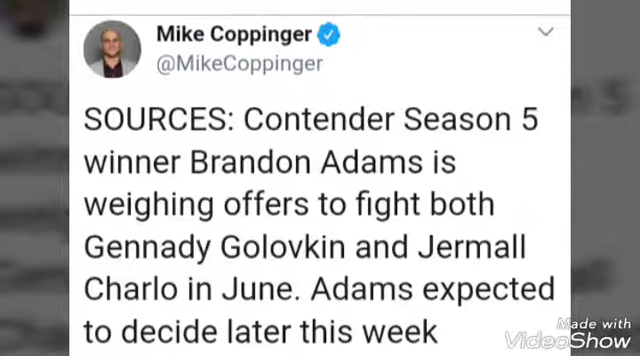 Mike Coppinger
@MikeCoppinger
SOURCES: Contender Season 5
winner Brandon Adams is
weighing offers to fight both
Gennady Golovkin and Jermall
Charlo in June. Adams expected
to decide later this week
Made with
VideoShow